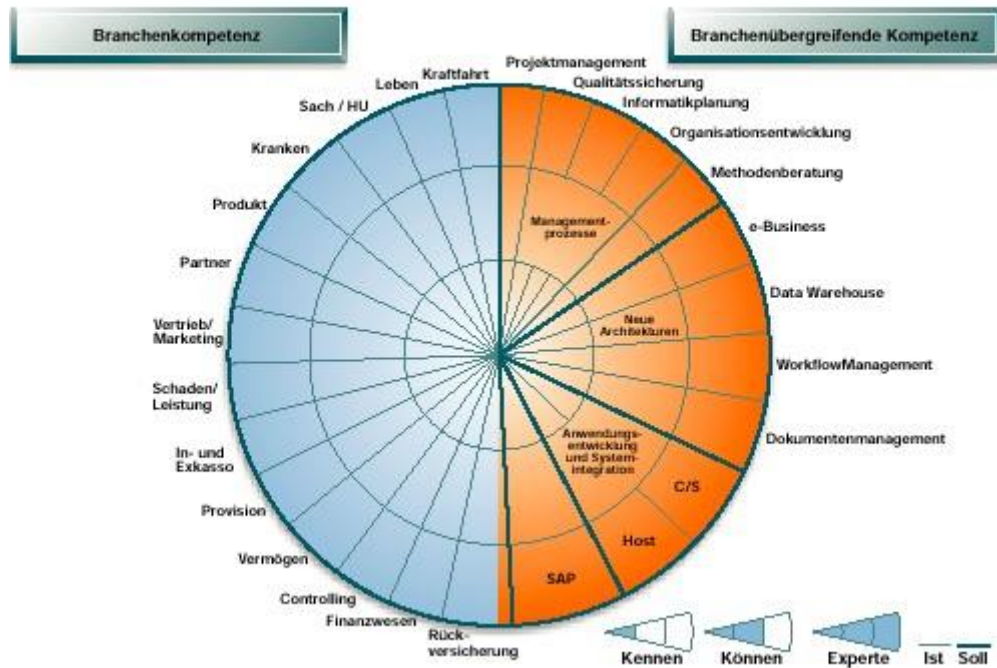 Branchenkompetenz
Branchenübergreifende Kompetenz
Kraftfahrt
Leben
Sach / HU
Kranken
Produkt
Partner
Vertrieb/
Marketing
Schaden/
Leistung
In- und
Exkasso
Provision
Vermögen
Controlling
Finanzwesen
Rück-
versicherung
Projektmanagement
Qualitätssicherung
Informatikplanung
Organisationsentwicklung
Methodenberatung
e-Business
Data Warehouse
WorkflowManagement
Dokumentenmanagement
Management-
prozesse
Neue
Architekturen
Anwendungs-
entwicklung
und System-
integration
C/S
Host
SAP
Kennen
Können
Experte
Ist
Soll